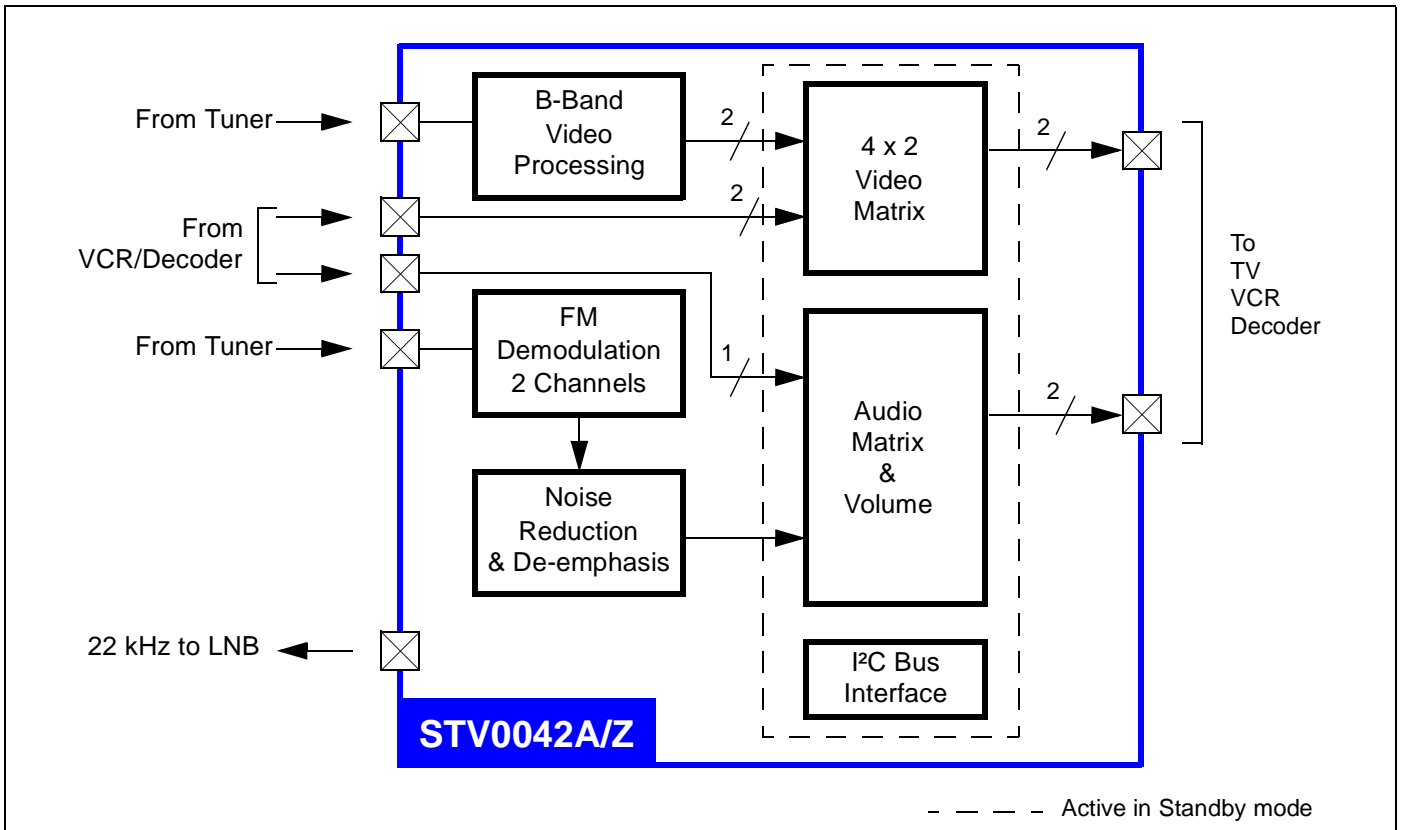 From Tuner
B-Band
Video
Processing
2
4 x 2
Video
Matrix
2
2
From
VCR/Decoder
To
TV
VCR
Decoder
From Tuner
FM
Demodulation
2 Channels
1
Audio
Matrix
&
Volume
2
Noise
Reduction
& De-emphasis
22 kHz to LNB
I²C Bus
Interface
STV0042A/Z
Active in Standby mode